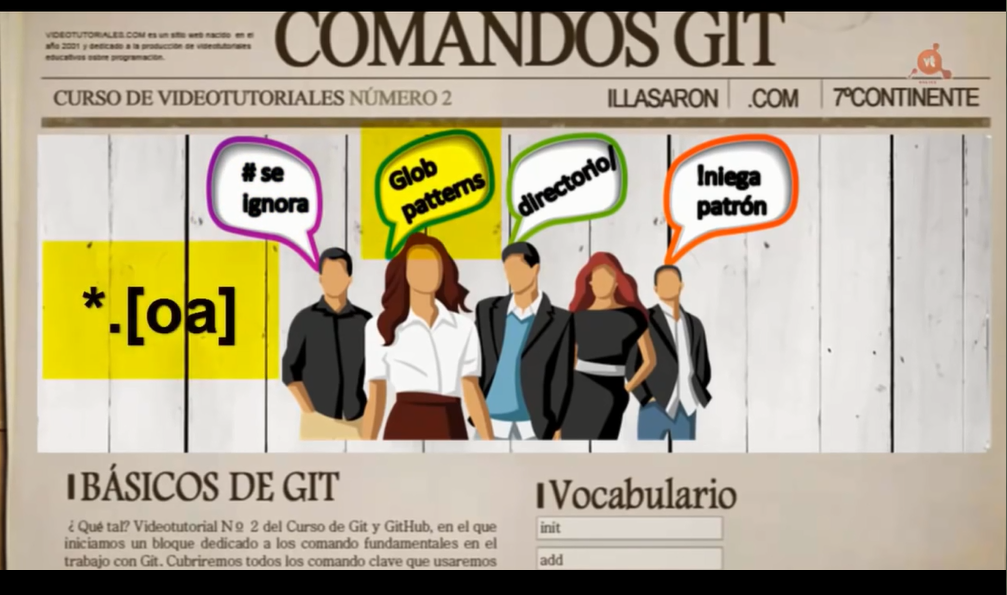 VIDEOTUTORIALES.COM es un sitio web nacido en el
año 2001 y dedicado a la producción de videotutoriales
educativos sobre programación.
COMANDOS GIT
vt
CURSO DE VIDEOTUTORIALES NÚMERO 2
ILLASARON
.COM
7ºCONTINENTE
# se
ignora
Glob
patterns
directorio/
!niega
patrón
*.[oa]
BÁSICOS DE GIT
¿ Qué tal? Videotutorial Nº 2 del Curso de Git y GitHub, en el que
iniciamos un bloque dedicado a los comando fundamentales en el
trabajo con Git. Cubriremos todos los comando clave que usaremos
Vocabulario
init
add